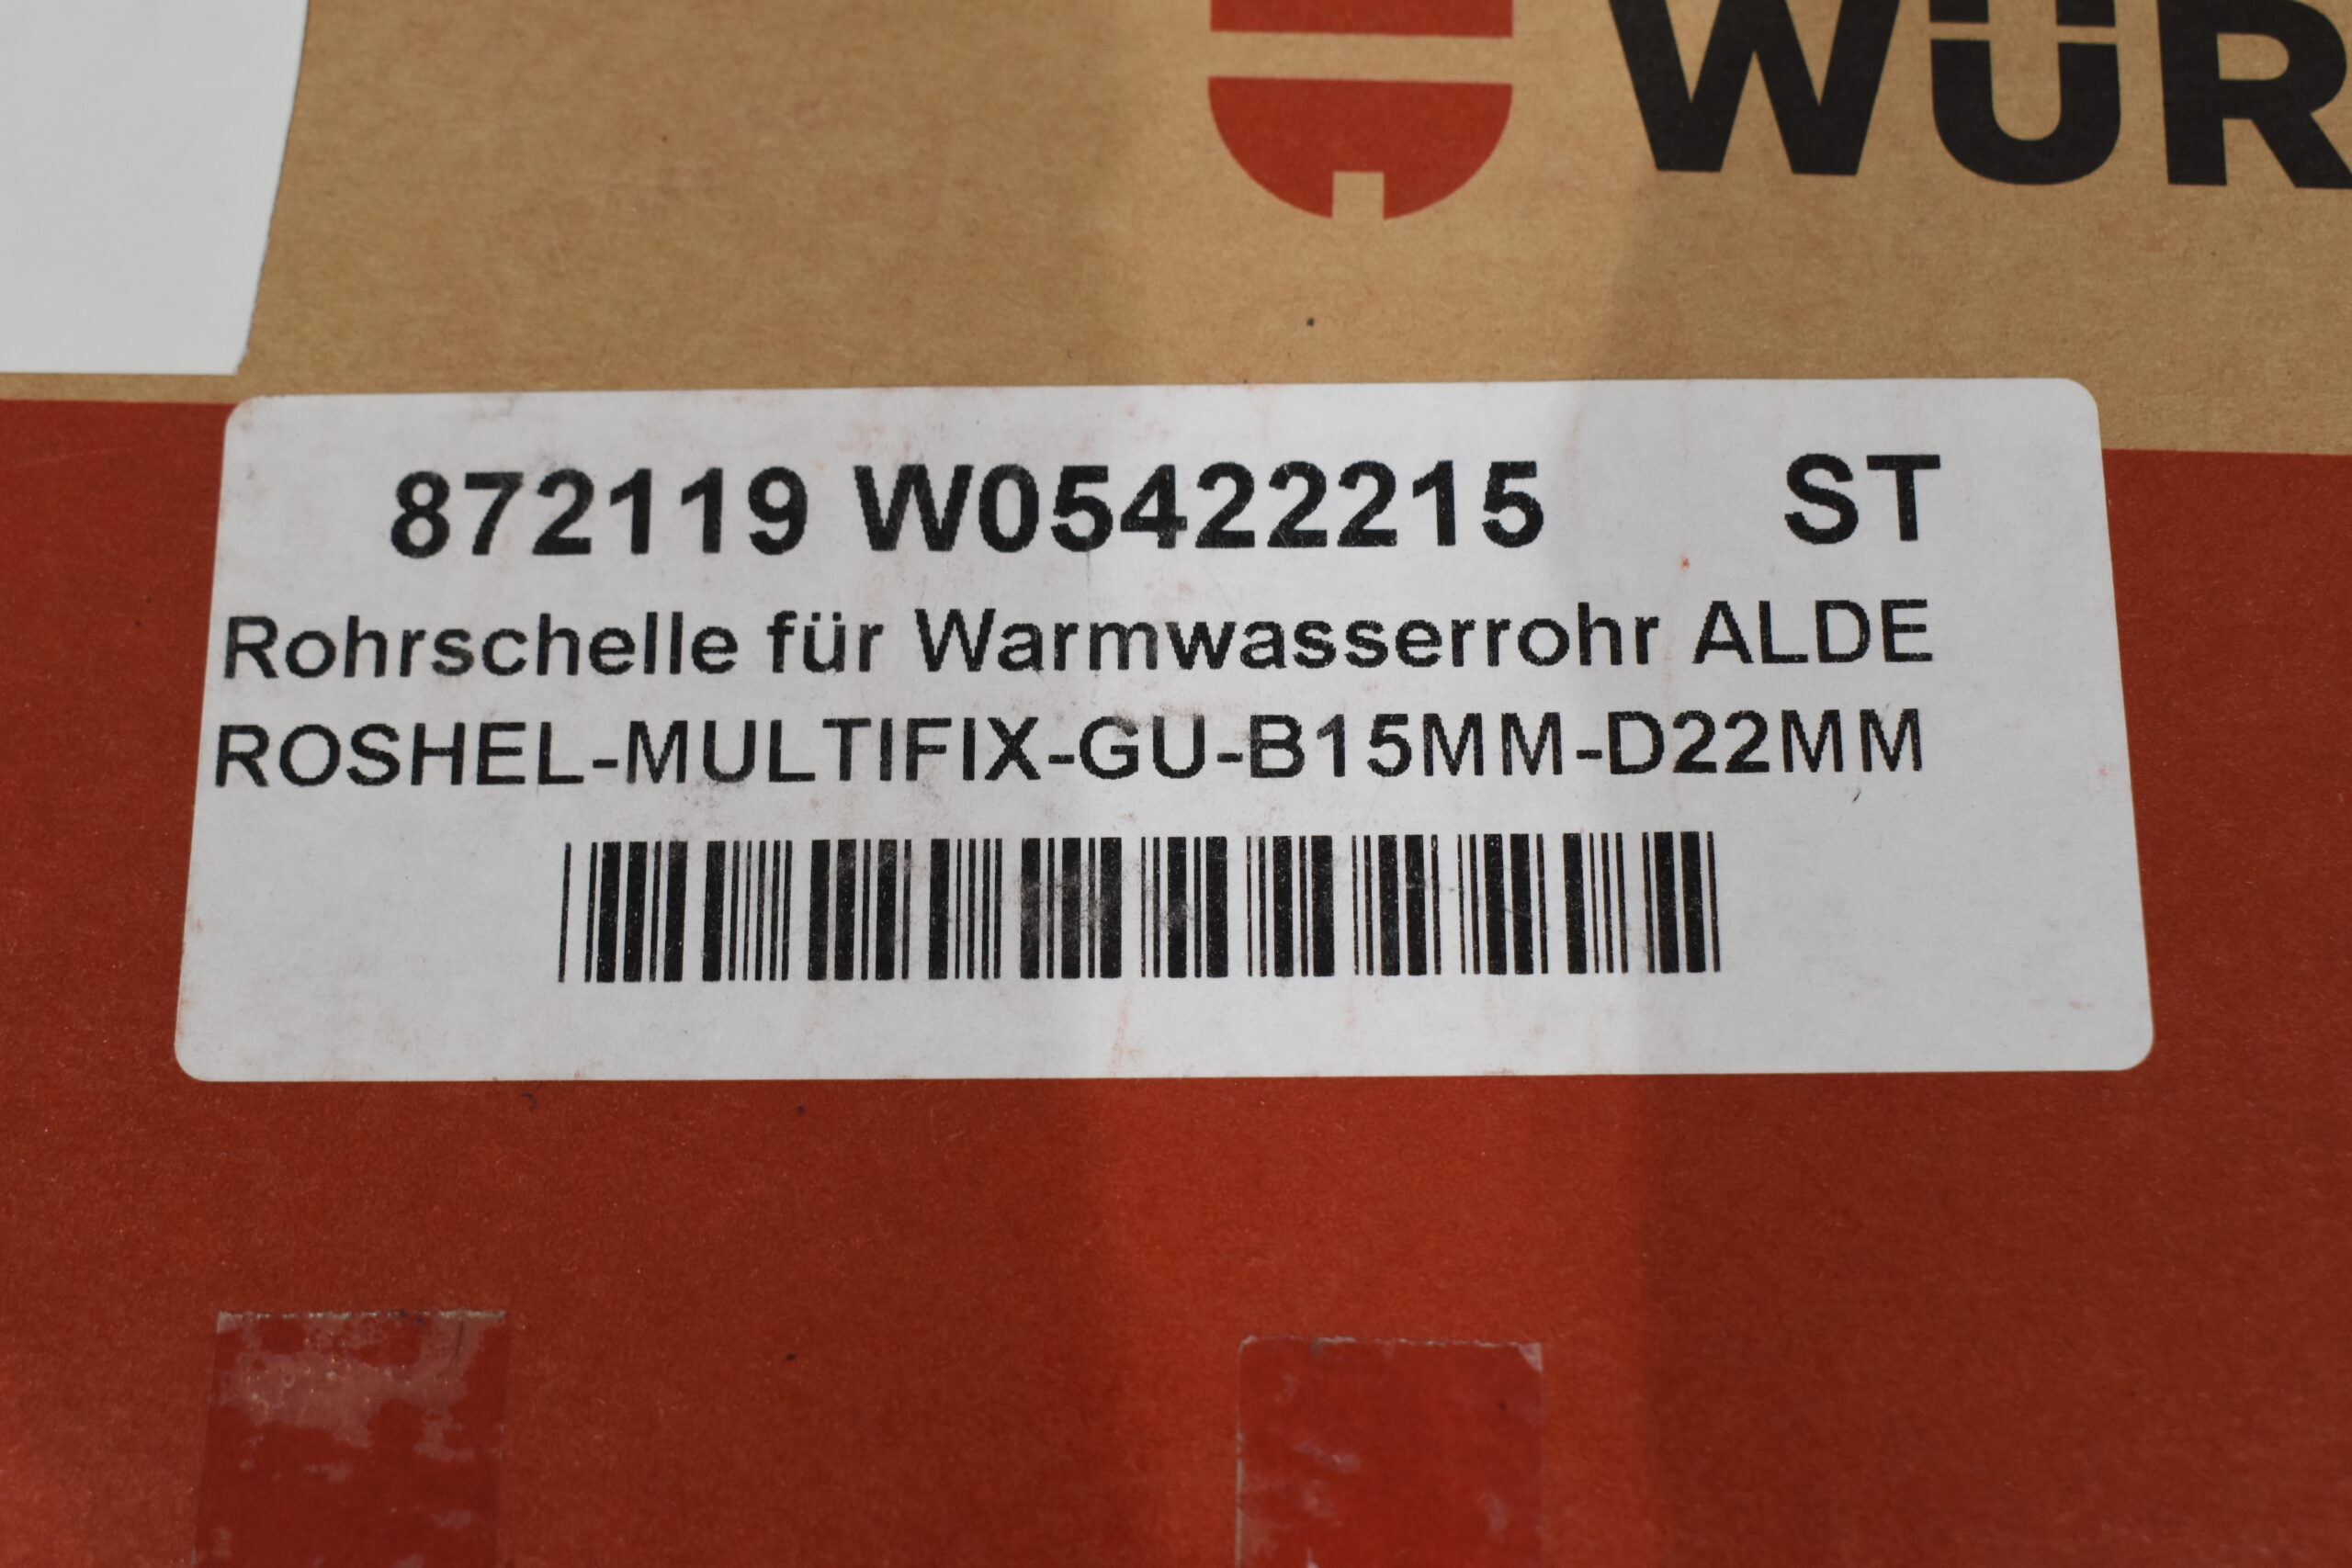 WÜR
872119 W05422215 ST
Rohrschelle für Warmwasserrohr ALDE
ROSHEL-MULTIFIX-GU-B15MM-D22MM